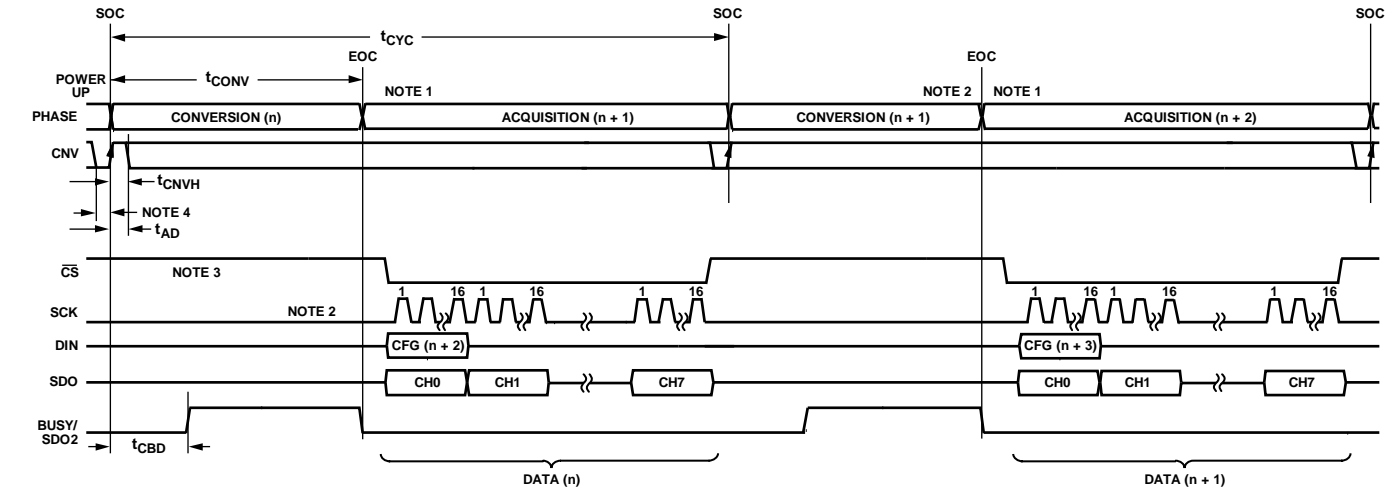 SOC SOC SOC
tCYC
EOC EOC
POWER UP
tCONV
NOTE 1 NOTE 2 NOTE 1
PHASE CONVERSION (n) ACQUISITION (n + 1) CONVERSION (n + 1) ACQUISITION (n + 2)
CNV
tCNVH
NOTE 4
tAD
CS NOTE 3
1 16 1 16 1 16 1 16 1 16 1 16
SCK NOTE 2
DIN CFG (n + 2) CFG (n + 3)
SDO CH0 CH1 CH7 CH0 CH1 CH7
BUSY/
SDO2
tCBD
DATA (n) DATA (n + 1)